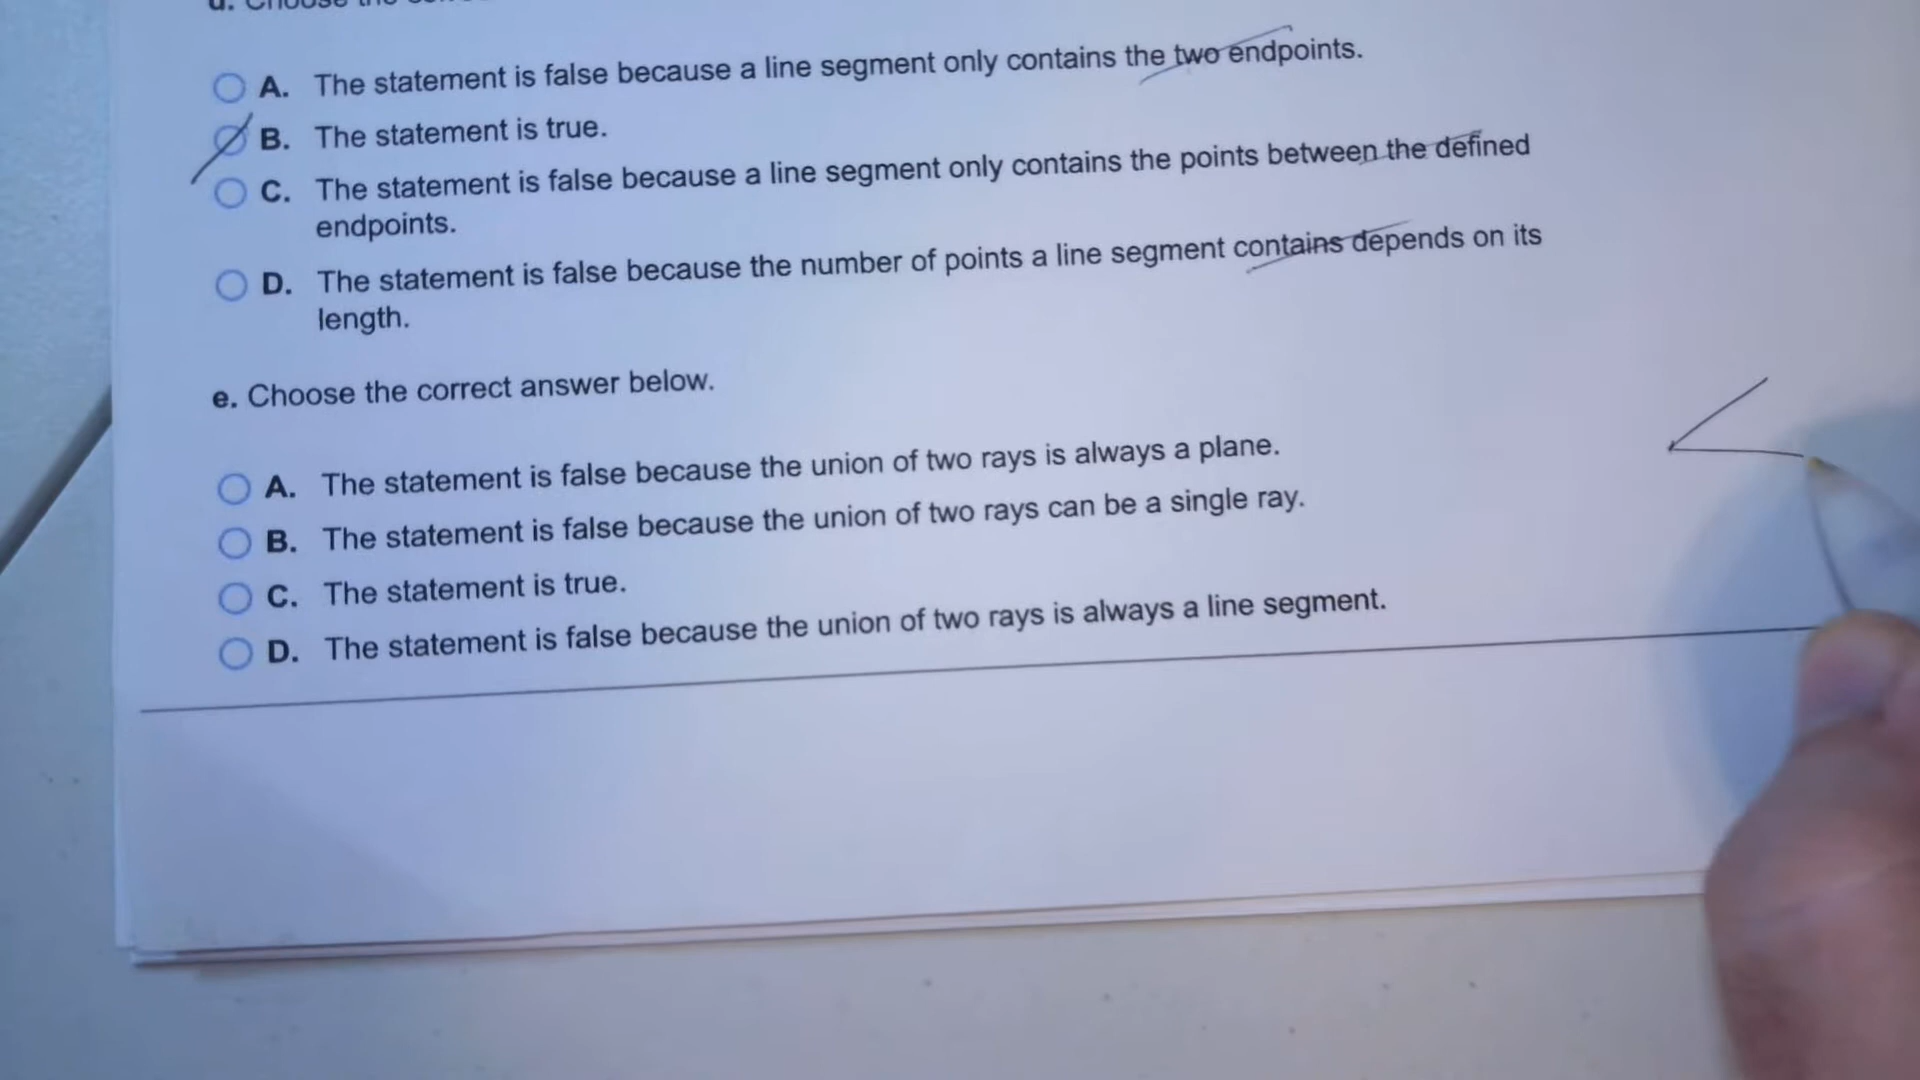 d. Choose the
A. The statement is false because a line segment only contains the two endpoints.
B. The statement is true.
C. The statement is false because a line segment only contains the points between the defined
endpoints.
D. The statement is false because the number of points a line segment contains depends on its
length.
e. Choose the correct answer below.
A. The statement is false because the union of two rays is always a plane.
B. The statement is false because the union of two rays can be a single ray.
C. The statement is true.
D. The statement is false because the union of two rays is always a line segment.